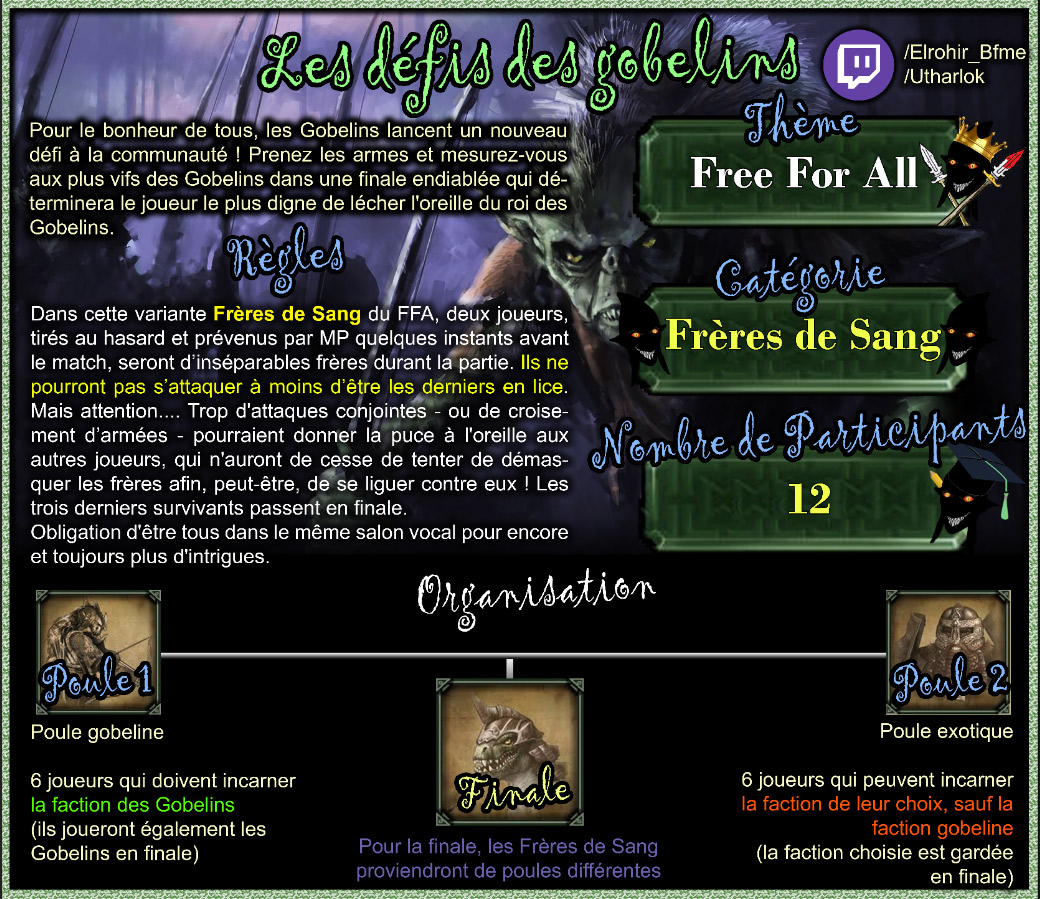 Les défis des gobelins
/Elrohir_Bfme
/Utharlok
Pour le bonheur de tous, les Gobelins lancent un nouveau
défi à la communauté ! Prenez les armes et mesurez-vous
aux plus vifs des Gobelins dans une finale endiablée qui dé-
terminera le joueur le plus digne de lécher l'oreille du roi des
Gobelins.
Thème
Free For All
Règles
Dans cette variante Frères de Sang du FFA, deux joueurs,
tirés au hasard et prévenus par MP quelques instants avant
le match, seront d'inséparables frères durant la partie. Ils ne
pourront pas s'attaquer à moins d'être les derniers en lice.
Mais attention.... Trop d'attaques conjointes - ou de croise-
ment d'armées - pourraient donner la puce à l'oreille aux
autres joueurs, qui n'auront de cesse de tenter de démas-
quer les frères afin, peut-être, de se liguer contre eux ! Les
trois derniers survivants passent en finale.
Obligation d'être tous dans le même salon vocal pour encore
et toujours plus d'intrigues.
Catégorie
Frères de Sang
Nombre de Participants
12
Organisation
Poule 1
Poule gobeline
6 joueurs qui doivent incarner
la faction des Gobelins
(ils joueront également les
Gobelins en finale)
Finale
Pour la finale, les Frères de Sang
proviendront de poules différentes
Poule 2
Poule exotique
6 joueurs qui peuvent incarner
la faction de leur choix, sauf la
faction gobeline
(la faction choisie est gardée
en finale)